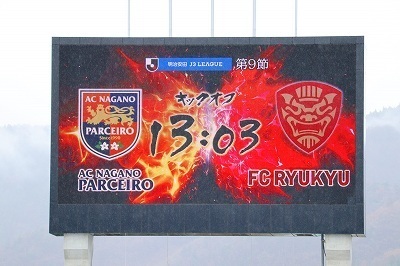 明治安田 J3 LEAGUE 第9節
キックオフ
13:03
AC NAGANO
PARCEIRO
Since1990
AC NAGANO
PARCEIRO
FC RYUKYU